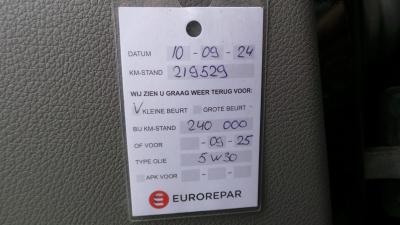 DATUM 10 - 09 - 24
KM-STAND 219529
WIJ ZIEN U GRAAG WEER TERUG VOOR:
V KLEINE BEURT GROTE BEURT
BIJ KM-STAND 240 000
OF VOOR - 09 - 25
TYPE OLIE 5W30
APK VOOR - -
EUROREPAR